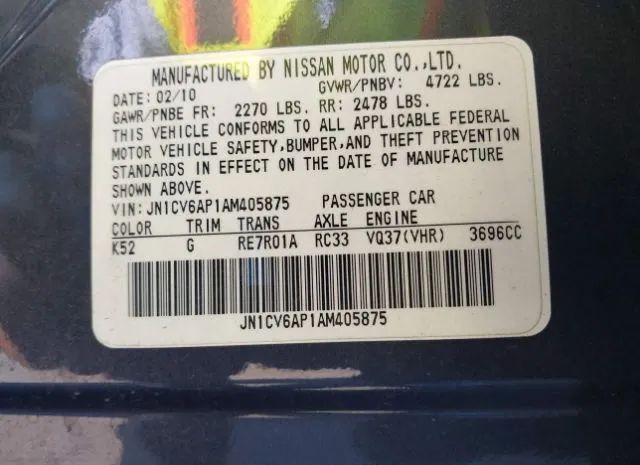 MANUFACTURED BY NISSAN MOTOR CO.,LTD.
DATE: 02/10 GVWR/PNBV: 4722 LBS.
GAWR/PNBE FR: 2270 LBS. RR: 2478 LBS.
THIS VEHICLE CONFORMS TO ALL APPLICABLE FEDERAL
MOTOR VEHICLE SAFETY,BUMPER,AND THEFT PREVENTION
STANDARDS IN EFFECT ON THE DATE OF MANUFACTURE
SHOWN ABOVE.
VIN: JN1CV6AP1AM405875 PASSENGER CAR
COLOR TRIM TRANS AXLE ENGINE
K52 G RE7R01A RC33 VQ37(VHR) 3696CC
JN1CV6AP1AM405875